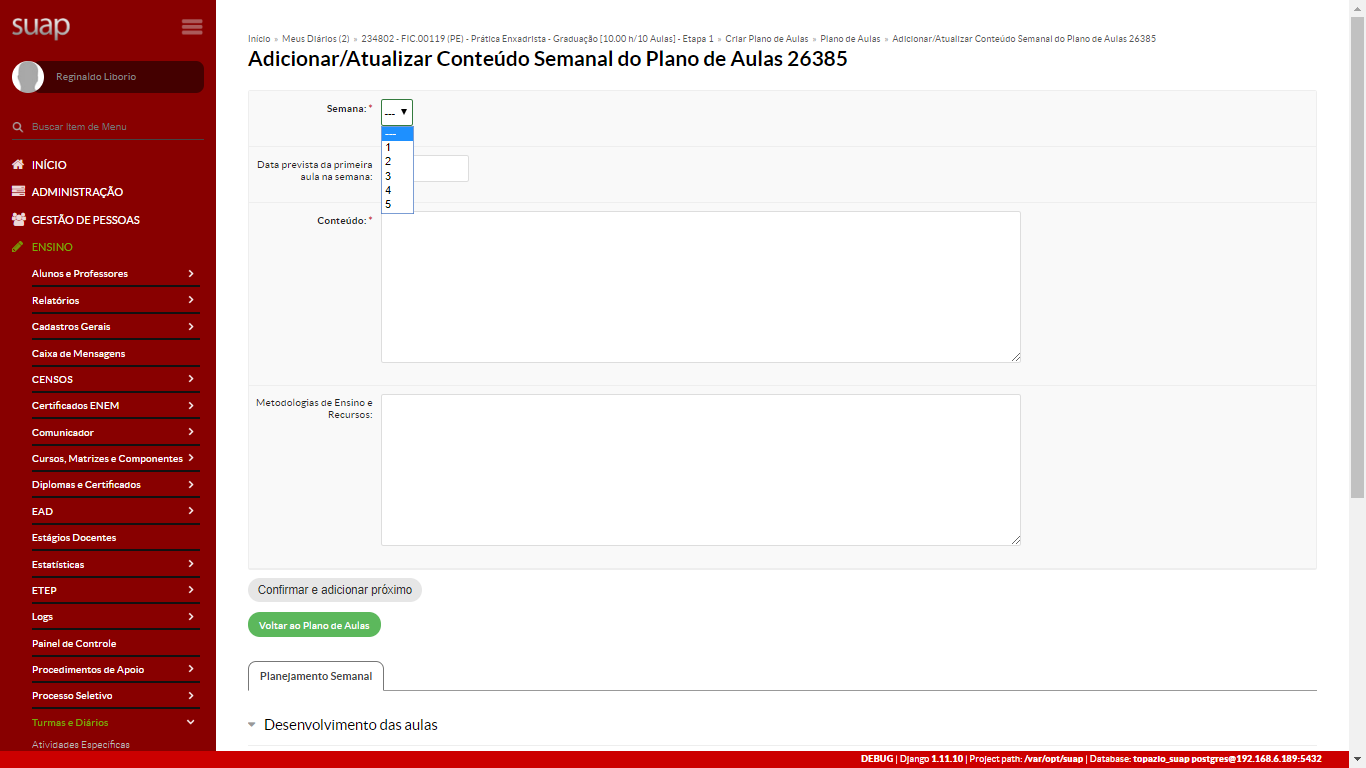 suap
Reginaldo Liborio
Buscar Item de Menu
INÍCIO
ADMINISTRAÇÃO
GESTÃO DE PESSOAS
ENSINO
Alunos e Professores
Relatórios
Cadastros Gerais
Caixa de Mensagens
CENSOS
Certificados ENEM
Comunicador
Cursos, Matrizes e Componentes
Diplomas e Certificados
EAD
Estágios Docentes
Estatísticas
ETEP
Logs
Painel de Controle
Procedimentos de Apoio
Processo Seletivo
Turmas e Diários
Atividades Específicas
Início » Meus Diários (2) » 234802 - FIC.00119 (PE) - Prática Enxadrista - Graduação [10.00 h/10 Aulas] - Etapa 1 » Criar Plano de Aulas » Plano de Aulas » Adicionar/Atualizar Conteúdo Semanal do Plano de Aulas 26385
Adicionar/Atualizar Conteúdo Semanal do Plano de Aulas 26385
Semana: * ---
---
1
2
3
4
5
Data prevista da primeira
aula na semana:
Conteúdo: *
Metodologias de Ensino e
Recursos:
Confirmar e adicionar próximo
Voltar ao Plano de Aulas
Planejamento Semanal
Desenvolvimento das aulas
DEBUG | Django 1.11.10 | Project path: /var/opt/suap | Database: topazio_suap postgres@192.168.6.189:5432